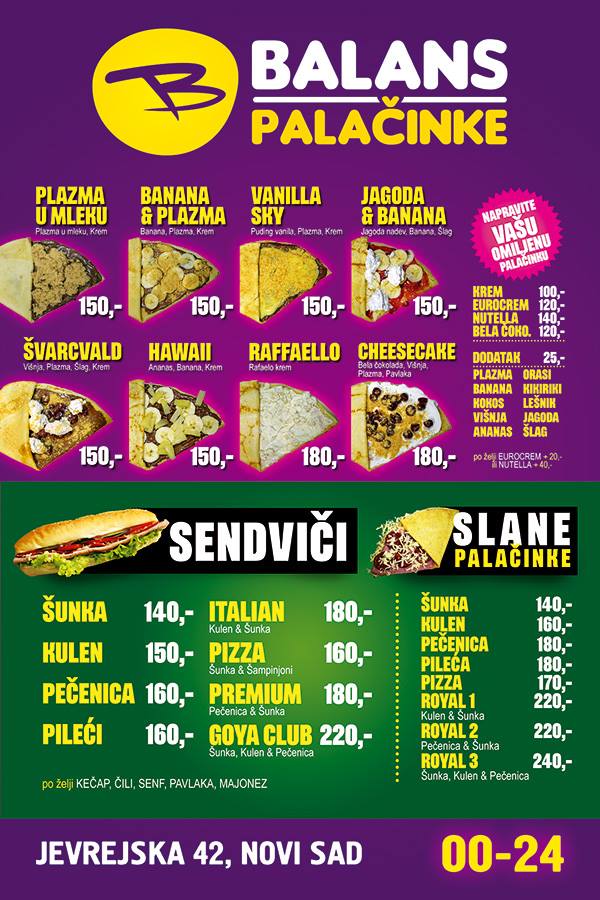 B
BALANS
PALAČINKE
PLAZMA
U MLEKU
Plazma u mleku, Krem
150,-
BANANA
& PLAZMA
Banana, Plazma, Krem
150,-
VANILLA
SKY
Puding vanila, Plazma, Krem
150,-
JAGODA
& BANANA
Jagoda nadev, Banana, Šlag
150,-
ŠVARCVALD
Višnja, Plazma, Šlag, Krem
150,-
HAWAII
Ananas, Banana, Krem
150,-
RAFFAELLO
Rafaelo krem
180,-
CHEESECAKE
Bela čokolada, Višnja,
Plazma, Pavlaka
180,-
NAPRAVITE
VAŠU
OMILJENU
PALAČINKU
KREM 100,-
EUROCREM 120,-
NUTELLA 140,-
BELA ČOKO. 120,-
DODATAK 25,-
PLAZMA ORASI
BANANA KIKIRIKI
KOKOS LEŠNIK
VIŠNJA JAGODA
ANANAS ŠLAG
po želji EUROCREM + 20,-
ili NUTELLA + 40,-
SENDVIČI
ŠUNKA 140,-
KULEN 150,-
PEČENICA 160,-
PILEĆI 160,-
ITALIAN 180,-
Kulen & Šunka
PIZZA 160,-
Šunka & Šampinjoni
PREMIUM 180,-
Pečenica & Šunka
GOYA CLUB 220,-
Šunka, Kulen & Pečenica
po želji KEČAP, ČILI, SENF, PAVLAKA, MAJONEZ
SLANE
PALAČINKE
ŠUNKA 140,-
KULEN 160,-
PEČENICA 180,-
PILEĆA 180,-
PIZZA 170,-
ROYAL 1 220,-
Kulen & Šunka
ROYAL 2 220,-
Pečenica & Šunka
ROYAL 3 240,-
Šunka, Kulen & Pečenica
JEVREJSKA 42, NOVI SAD
00-24